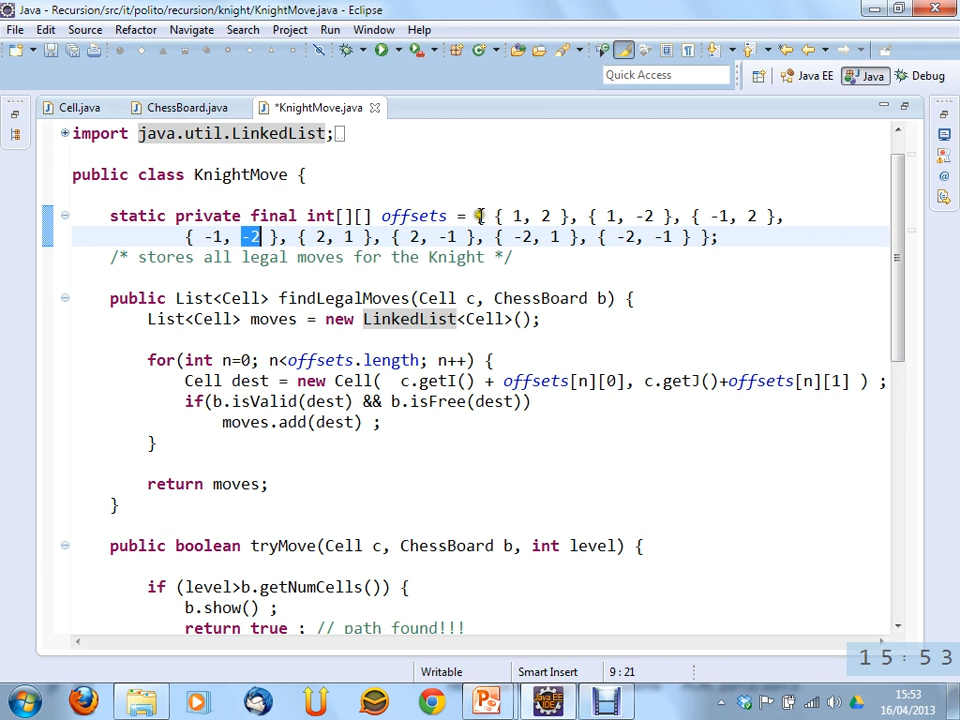 Java - Recursion/src/it/polito/recursion/knight/KnightMove.java - Eclipse
File Edit Source Refactor Navigate Search Project Run Window Help
Quick Access
Java EE Java Debug
Cell.java ChessBoard.java *KnightMove.java
import java.util.LinkedList;
public class KnightMove {
static private final int[][] offsets = { { 1, 2 }, { 1, -2 }, { -1, 2 },
{ -1, -2 }, { 2, 1 }, { 2, -1 }, { -2, 1 }, { -2, -1 } };
/* stores all legal moves for the Knight */
public List<Cell> findLegalMoves(Cell c, ChessBoard b) {
List<Cell> moves = new LinkedList<Cell>();
for(int n=0; n<offsets.length; n++) {
Cell dest = new Cell( c.getI() + offsets[n][0], c.getJ()+offsets[n][1] ) ;
if(b.isValid(dest) && b.isFree(dest))
moves.add(dest) ;
}
return moves;
}
public boolean tryMove(Cell c, ChessBoard b, int level) {
if (level>b.getNumCells()) {
b.show() ;
return true ; // path found!!!
15:53
Writable Smart Insert 9 : 21
15:53
16/04/2013